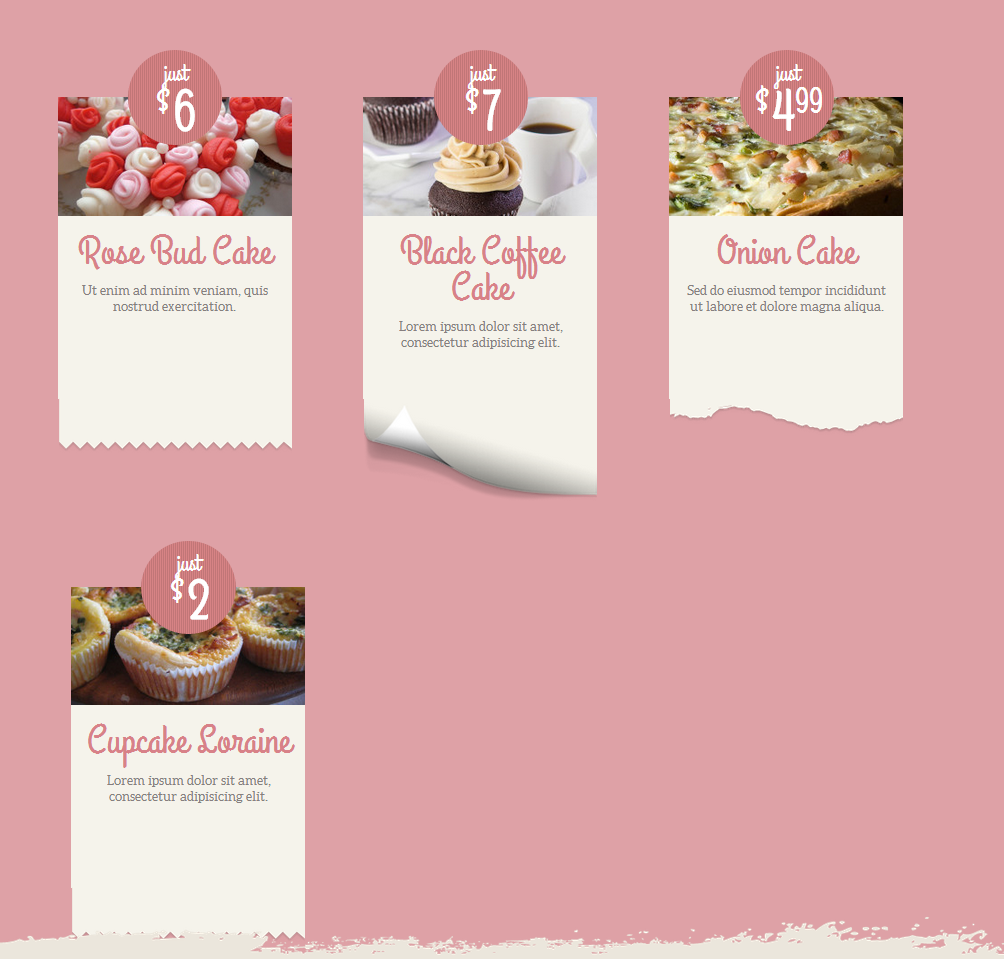 just
$6
Rose Bud Cake
Ut enim ad minim veniam, quis
nostrud exercitation.
just
$7
Black Coffee
Cake
Lorem ipsum dolor sit amet,
consectetur adipisicing elit.
just
$499
Onion Cake
Sed do eiusmod tempor incididunt
ut labore et dolore magna aliqua.
just
$2
Cupcake Loraine
Lorem ipsum dolor sit amet,
consectetur adipisicing elit.